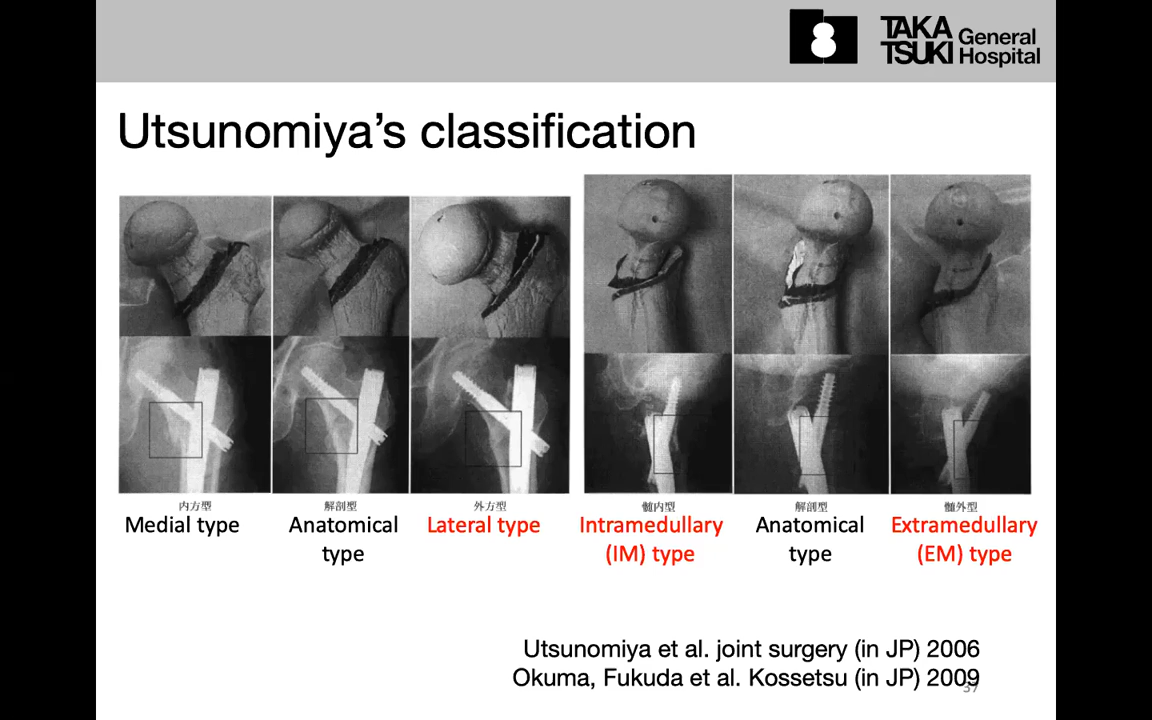 TAKA
TSUKI
General
Hospital
Utsunomiya’s classification
内方型
解剖型
外方型
髄内型
解剖型
髄外型
Medial type
Anatomical
type
Lateral type
Intramedullary
(IM) type
Anatomical
type
Extramedullary
(EM) type
Utsunomiya et al. joint surgery (in JP) 2006
Okuma, Fukuda et al. Kossetsu (in JP) 2009
37